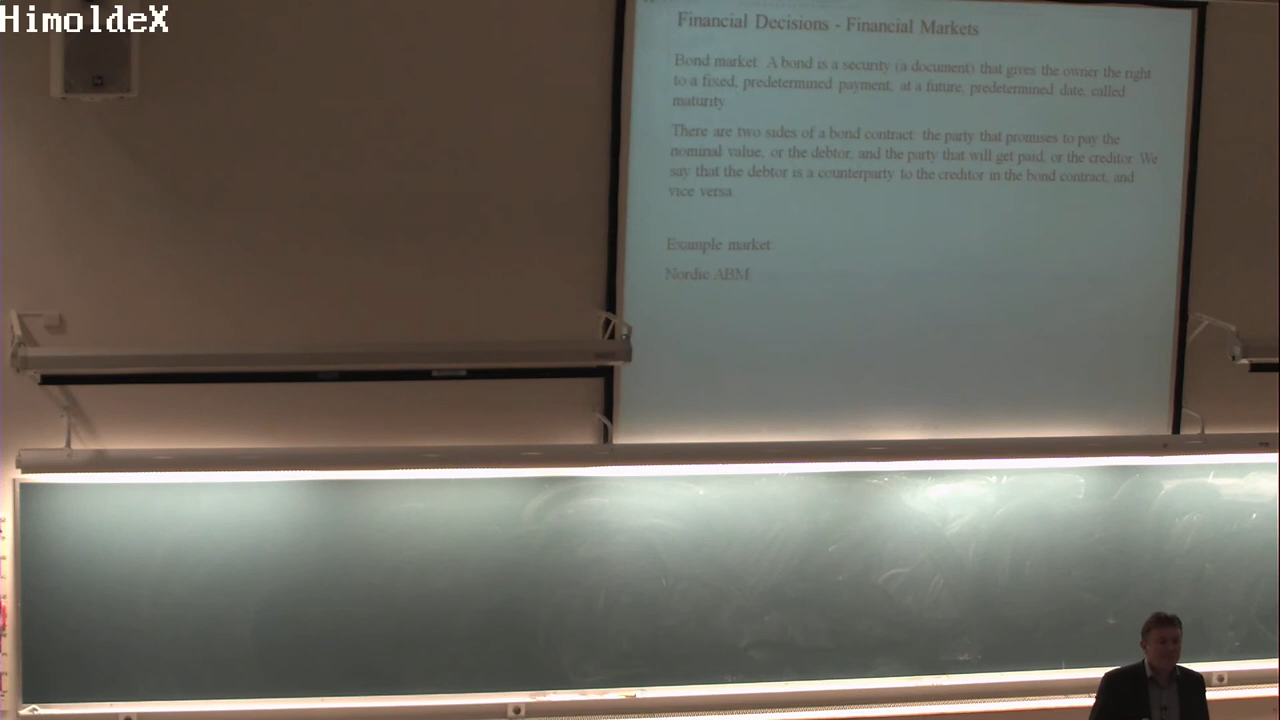 HimoldeX
Financial Decisions - Financial Markets
Bond market: A bond is a security (a document) that gives the owner the right
to a fixed, predetermined payment, at a future, predetermined date, called
maturity.
There are two sides of a bond contract: the party that promises to pay the
nominal value, or the debtor, and the party that will get paid, or the creditor. We
say that the debtor is a counterparty to the creditor in the bond contract, and
vice versa.
Example market:
Nordic ABM